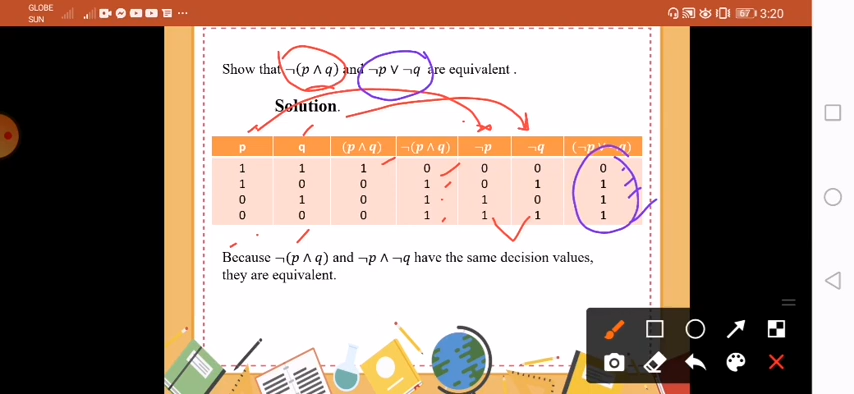 GLOBE
SUN
67 3:20
Show that ¬(p ∧ q) and ¬p ∨ ¬q are equivalent .
Solution.
p q (p ∧ q) ¬(p ∧ q) ¬p ¬q (¬p ∨ ¬q)
1 1 1 0 0 0 0
1 0 0 1 0 1 1
0 1 0 1 1 0 1
0 0 0 1 1 1 1
Because ¬(p ∧ q) and ¬p ∧ ¬q have the same decision values,
they are equivalent.